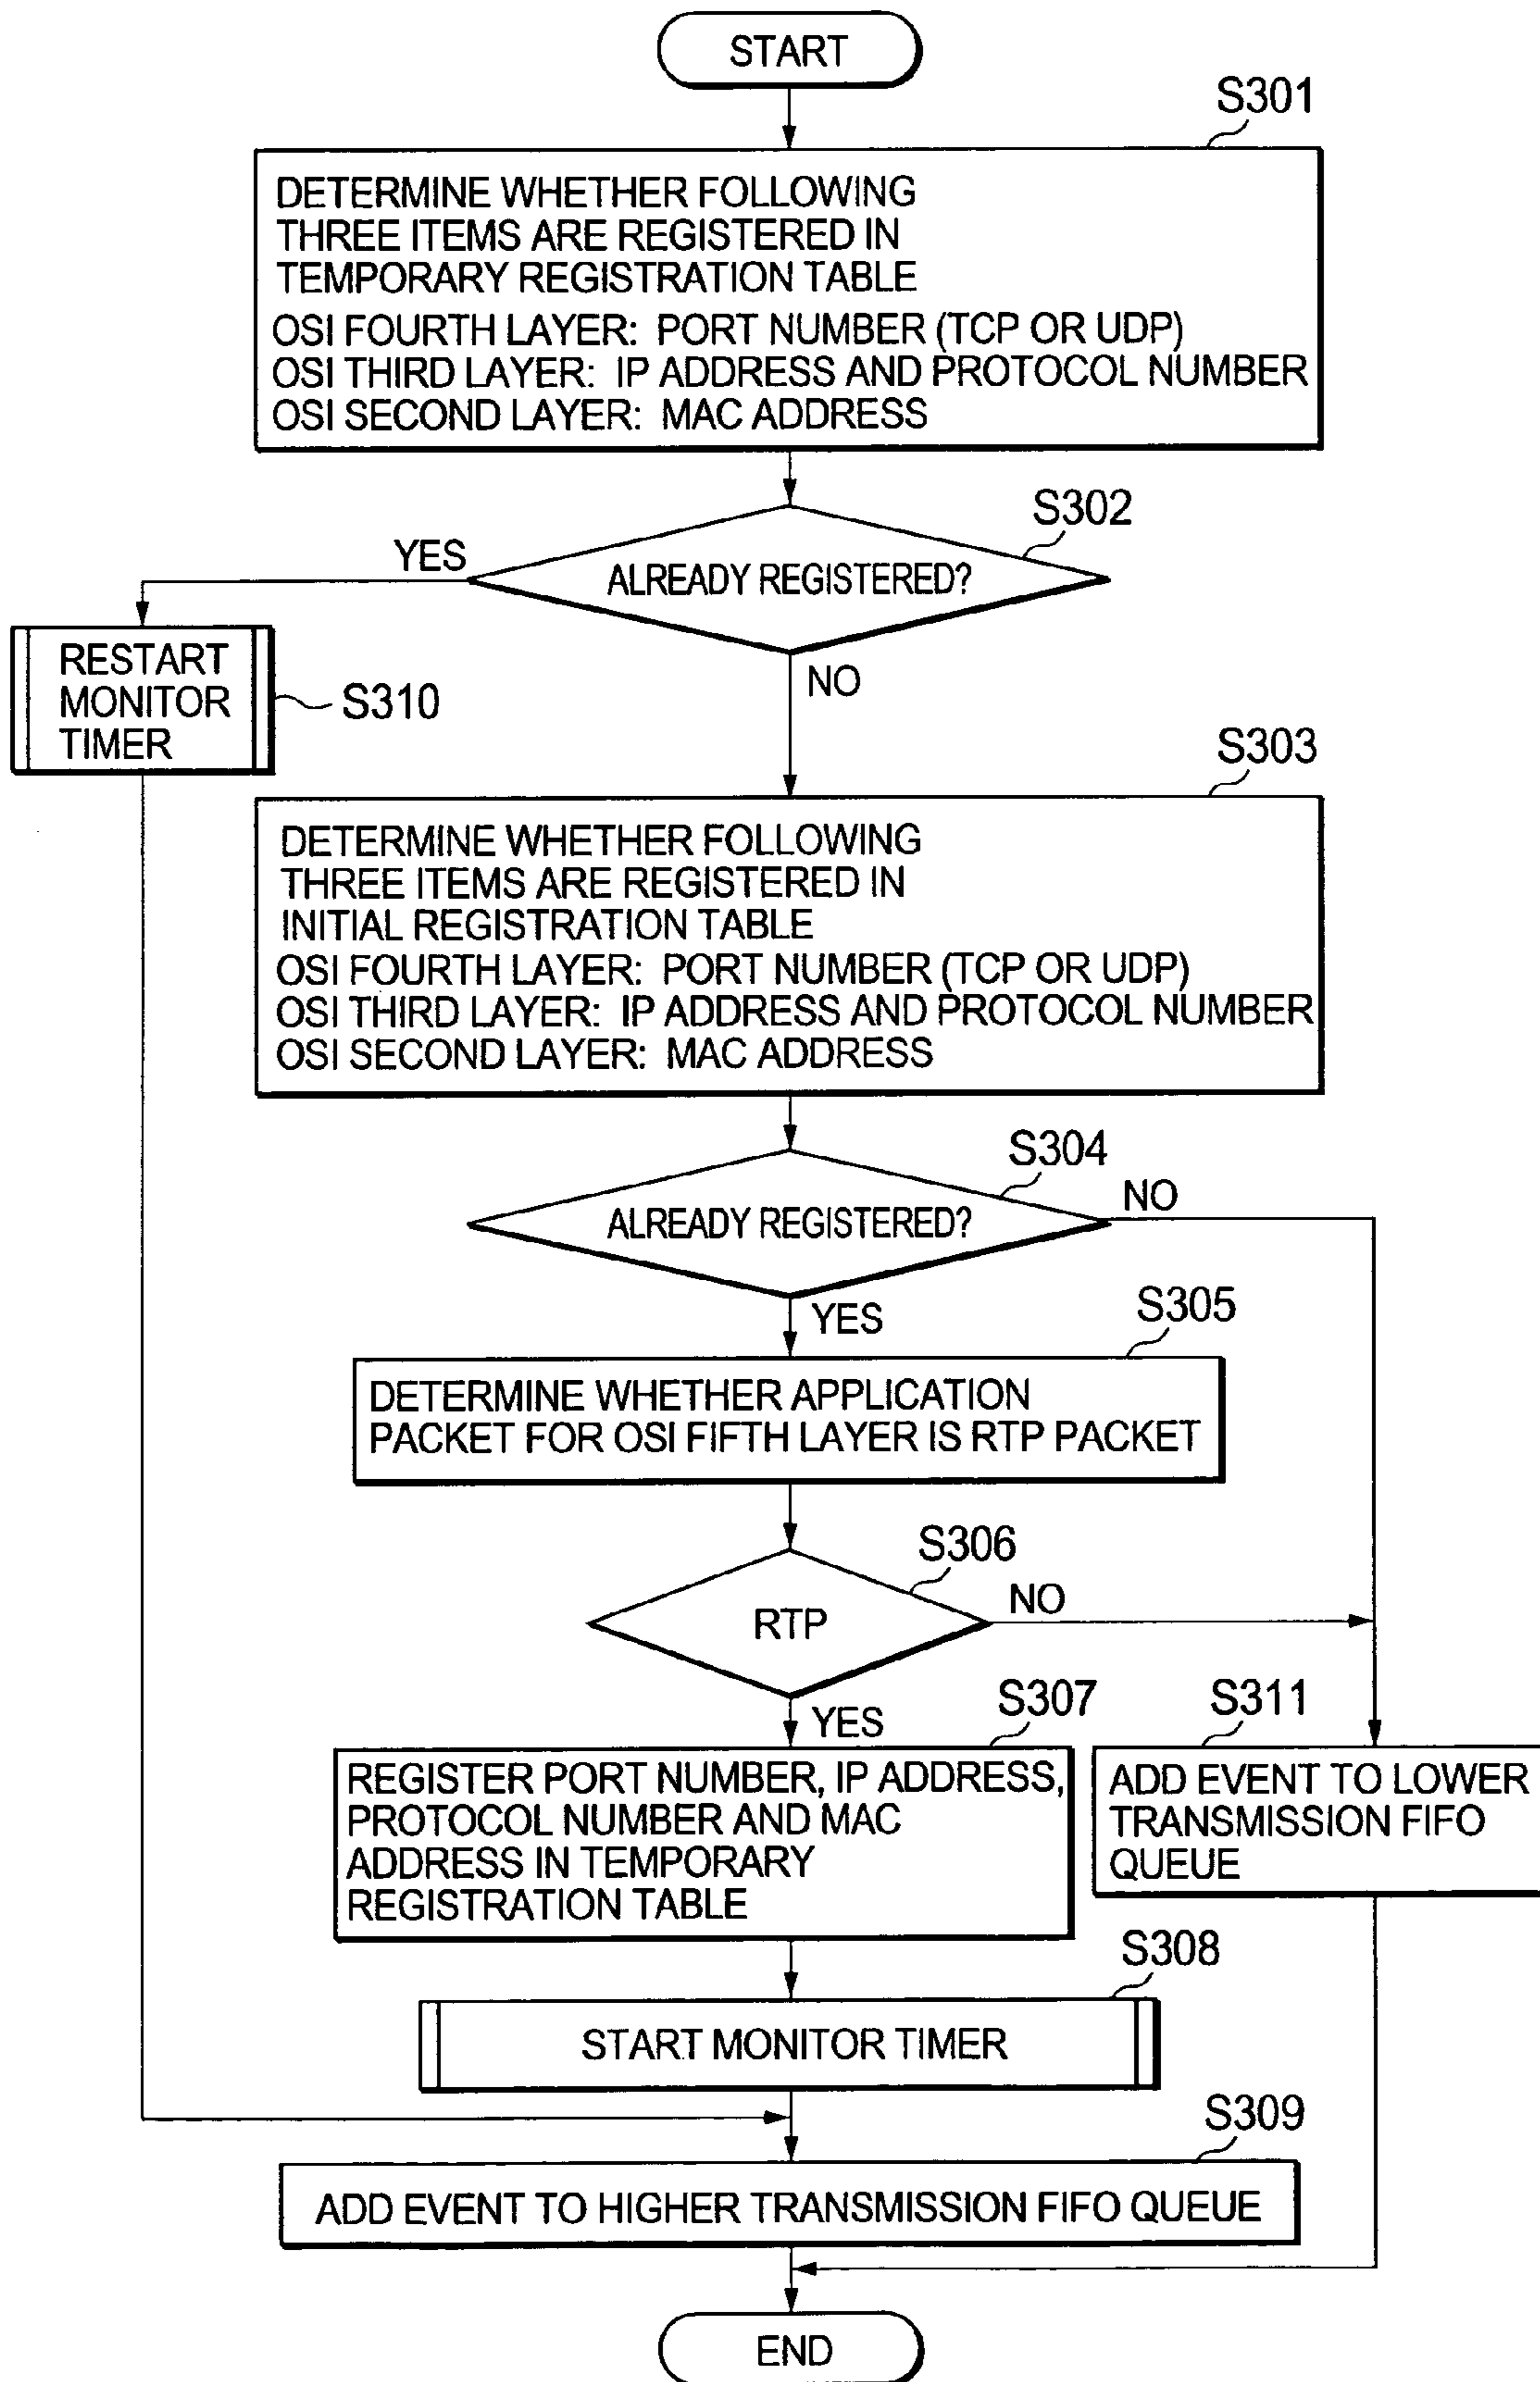 START
S301
DETERMINE WHETHER FOLLOWING
THREE ITEMS ARE REGISTERED IN
TEMPORARY REGISTRATION TABLE
OSI FOURTH LAYER: PORT NUMBER (TCP OR UDP)
OSI THIRD LAYER: IP ADDRESS AND PROTOCOL NUMBER
OSI SECOND LAYER: MAC ADDRESS
S302
YES
ALREADY REGISTERED?
NO
RESTART
MONITOR
TIMER
S310
S303
DETERMINE WHETHER FOLLOWING
THREE ITEMS ARE REGISTERED IN
INITIAL REGISTRATION TABLE
OSI FOURTH LAYER: PORT NUMBER (TCP OR UDP)
OSI THIRD LAYER: IP ADDRESS AND PROTOCOL NUMBER
OSI SECOND LAYER: MAC ADDRESS
S304
NO
ALREADY REGISTERED?
YES
S305
DETERMINE WHETHER APPLICATION
PACKET FOR OSI FIFTH LAYER IS RTP PACKET
S306
NO
RTP
YES
S307
REGISTER PORT NUMBER, IP ADDRESS,
PROTOCOL NUMBER AND MAC
ADDRESS IN TEMPORARY
REGISTRATION TABLE
S311
ADD EVENT TO LOWER
TRANSMISSION FIFO
QUEUE
S308
START MONITOR TIMER
S309
ADD EVENT TO HIGHER TRANSMISSION FIFO QUEUE
END